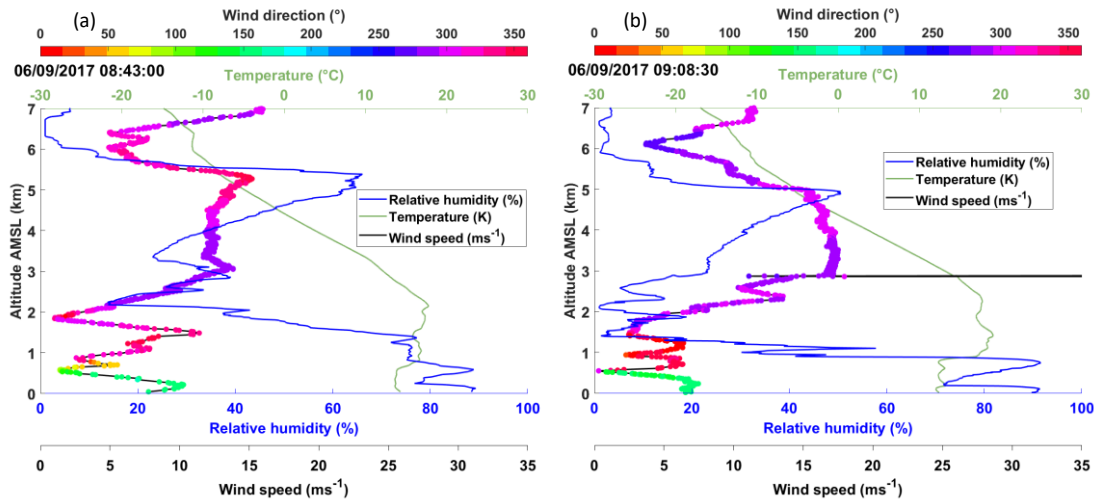 (a) Wind direction (°)
0 50 100 150 200 250 300 350
06/09/2017 08:43:00
Temperature (°C)
-30 -20 -10 0 10 20 30
Altitude AMSL (km)
7
6
5
4
3
2
1
0
Relative humidity (%)
Temperature (K)
Wind speed (ms-1)
0 20 40 60 80 100
Relative humidity (%)
0 5 10 15 20 25 30 35
Wind speed (ms-1)
(b) Wind direction (°)
0 50 100 150 200 250 300 350
06/09/2017 09:08:30
Temperature (°C)
-30 -20 -10 0 10 20 30
Altitude AMSL (km)
7
6
5
4
3
2
1
0
Relative humidity (%)
Temperature (K)
Wind speed (ms-1)
0 20 40 60 80 100
Relative humidity (%)
0 5 10 15 20 25 30 35
Wind speed (ms-1)